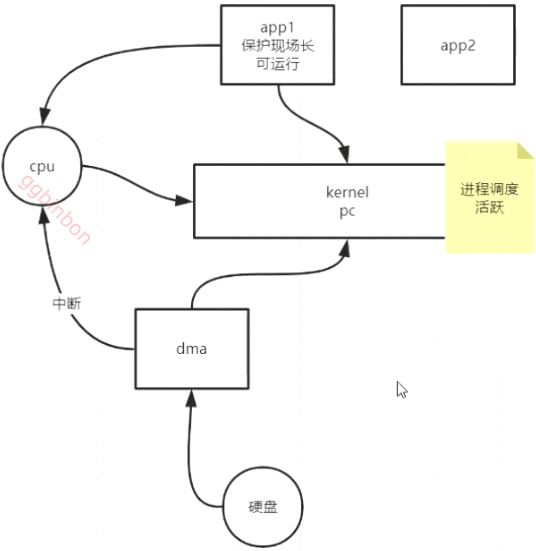 app1
保护现场长
可运行
app2
cpu
kernel
pc
进程调度
活跃
ggbinbon
中断
dma
硬盘